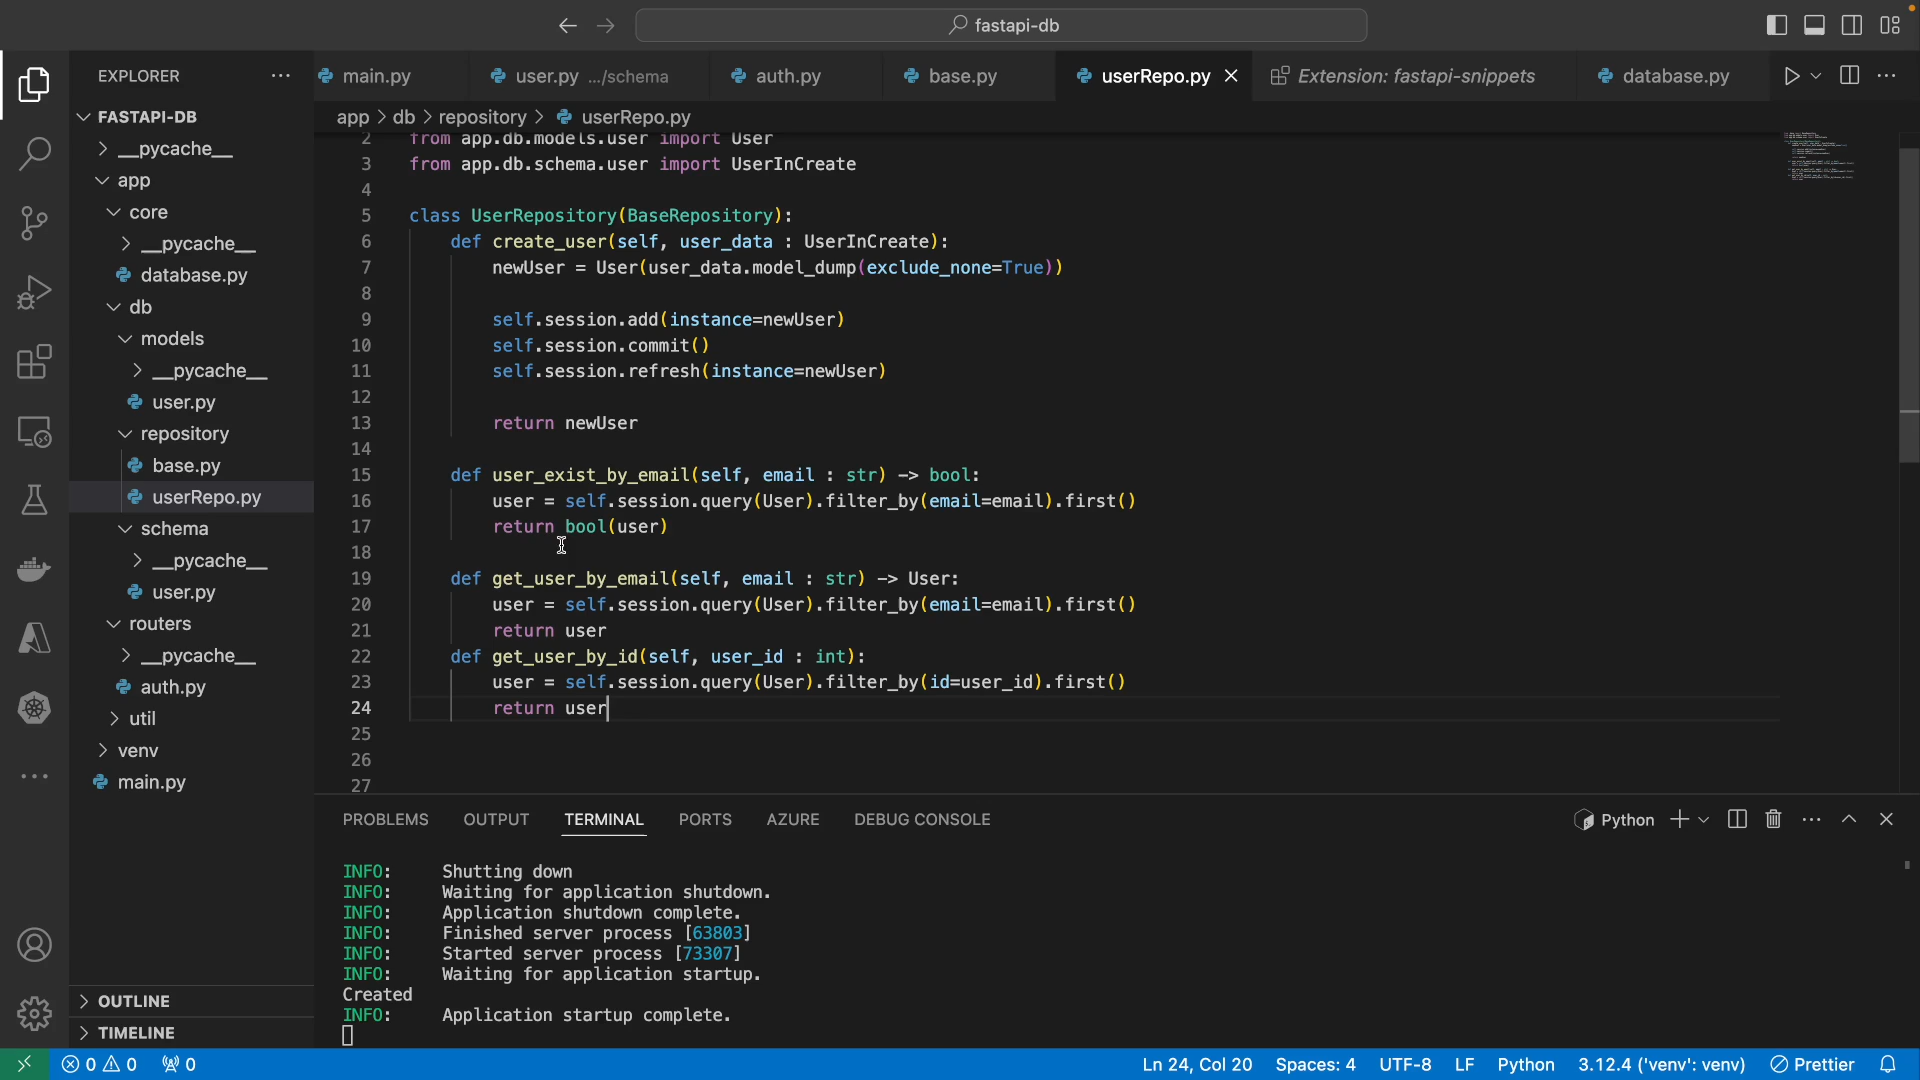 fastapi-db
EXPLORER
main.py
user.py .../schema
auth.py
base.py
userRepo.py
Extension: fastapi-snippets
database.py
FASTAPI-DB
__pycache__
app
core
__pycache__
database.py
db
models
__pycache__
user.py
repository
base.py
userRepo.py
schema
__pycache__
user.py
routers
__pycache__
auth.py
util
venv
main.py
OUTLINE
TIMELINE
app > db > repository > userRepo.py
2 from app.db.models.user import User
3 from app.db.schema.user import UserInCreate
4
5 class UserRepository(BaseRepository):
6 def create_user(self, user_data : UserInCreate):
7 newUser = User(user_data.model_dump(exclude_none=True))
8
9 self.session.add(instance=newUser)
10 self.session.commit()
11 self.session.refresh(instance=newUser)
12
13 return newUser
14
15 def user_exist_by_email(self, email : str) -> bool:
16 user = self.session.query(User).filter_by(email=email).first()
17 return bool(user)
18
19 def get_user_by_email(self, email : str) -> User:
20 user = self.session.query(User).filter_by(email=email).first()
21 return user
22 def get_user_by_id(self, user_id : int):
23 user = self.session.query(User).filter_by(id=user_id).first()
24 return user
25
26
27
PROBLEMS OUTPUT TERMINAL PORTS AZURE DEBUG CONSOLE
Python
INFO: Shutting down
INFO: Waiting for application shutdown.
INFO: Application shutdown complete.
INFO: Finished server process [63803]
INFO: Started server process [73307]
INFO: Waiting for application startup.
Created
INFO: Application startup complete.
0 0 0
Ln 24, Col 20 Spaces: 4 UTF-8 LF Python 3.12.4 ('venv': venv) Prettier